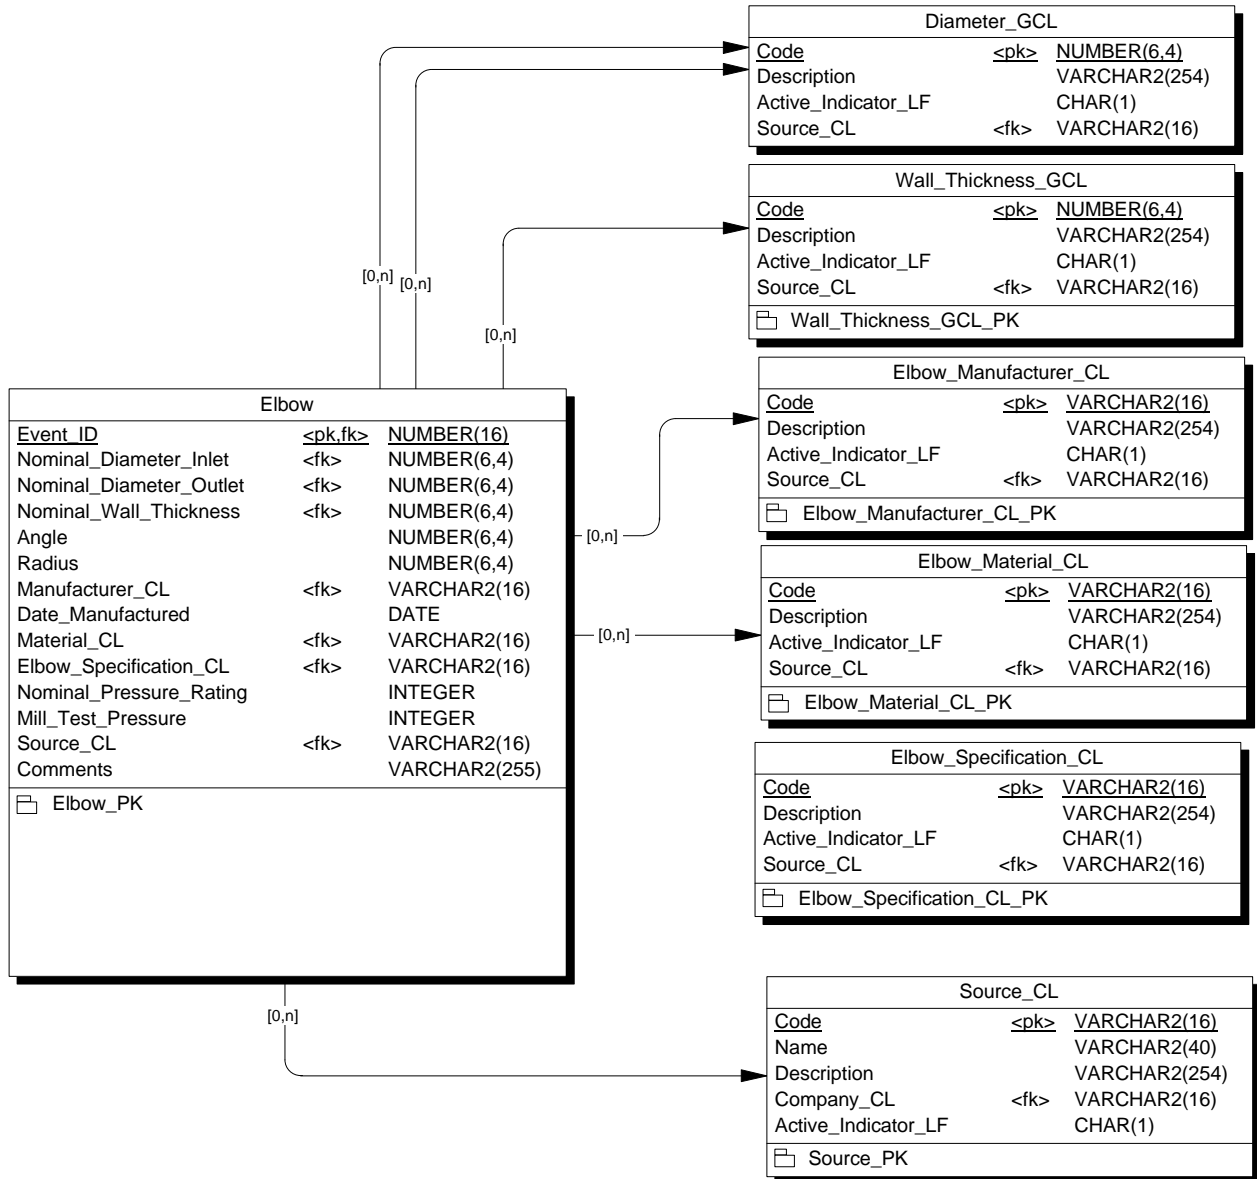 Diameter_GCL
Code <pk> NUMBER(6,4)
Description VARCHAR2(254)
Active_Indicator_LF CHAR(1)
Source_CL <fk> VARCHAR2(16)
Wall_Thickness_GCL
Code <pk> NUMBER(6,4)
Description VARCHAR2(254)
Active_Indicator_LF CHAR(1)
Source_CL <fk> VARCHAR2(16)
Wall_Thickness_GCL_PK
[0,n]
[0,n]
[0,n]
Elbow
Event_ID <pk,fk> NUMBER(16)
Nominal_Diameter_Inlet <fk> NUMBER(6,4)
Nominal_Diameter_Outlet <fk> NUMBER(6,4)
Nominal_Wall_Thickness <fk> NUMBER(6,4)
Angle NUMBER(6,4)
Radius NUMBER(6,4)
Manufacturer_CL <fk> VARCHAR2(16)
Date_Manufactured DATE
Material_CL <fk> VARCHAR2(16)
Elbow_Specification_CL <fk> VARCHAR2(16)
Nominal_Pressure_Rating INTEGER
Mill_Test_Pressure INTEGER
Source_CL <fk> VARCHAR2(16)
Comments VARCHAR2(255)
Elbow_PK
[0,n]
[0,n]
[0,n]
Elbow_Manufacturer_CL
Code <pk> VARCHAR2(16)
Description VARCHAR2(254)
Active_Indicator_LF CHAR(1)
Source_CL <fk> VARCHAR2(16)
Elbow_Manufacturer_CL_PK
Elbow_Material_CL
Code <pk> VARCHAR2(16)
Description VARCHAR2(254)
Active_Indicator_LF CHAR(1)
Source_CL <fk> VARCHAR2(16)
Elbow_Material_CL_PK
Elbow_Specification_CL
Code <pk> VARCHAR2(16)
Description VARCHAR2(254)
Active_Indicator_LF CHAR(1)
Source_CL <fk> VARCHAR2(16)
Elbow_Specification_CL_PK
Source_CL
Code <pk> VARCHAR2(16)
Name VARCHAR2(40)
Description VARCHAR2(254)
Company_CL <fk> VARCHAR2(16)
Active_Indicator_LF CHAR(1)
Source_PK